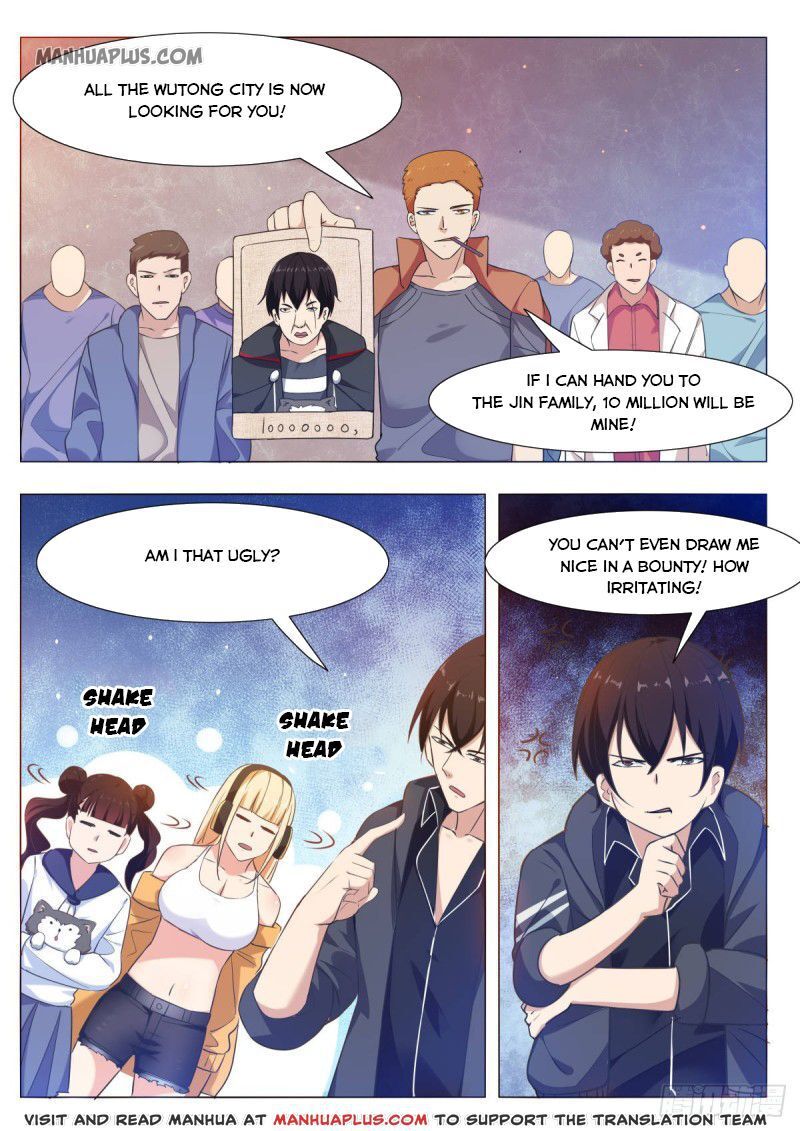 MANHUAPLUS.COM
ALL THE WUTONG CITY IS NOW
LOOKING FOR YOU!
10000000,
IF I CAN HAND YOU TO
THE JIN FAMILY, 10 MILLION WILL BE
MINE!
AM I THAT UGLY?
SHAKE
HEAD
SHAKE
HEAD
YOU CAN'T EVEN DRAW ME
NICE IN A BOUNTY! HOW
IRRITATING!
VISIT AND READ MANHUA AT MANHUAPLUS.COM TO SUPPORT THE TRANSLATION TEAM